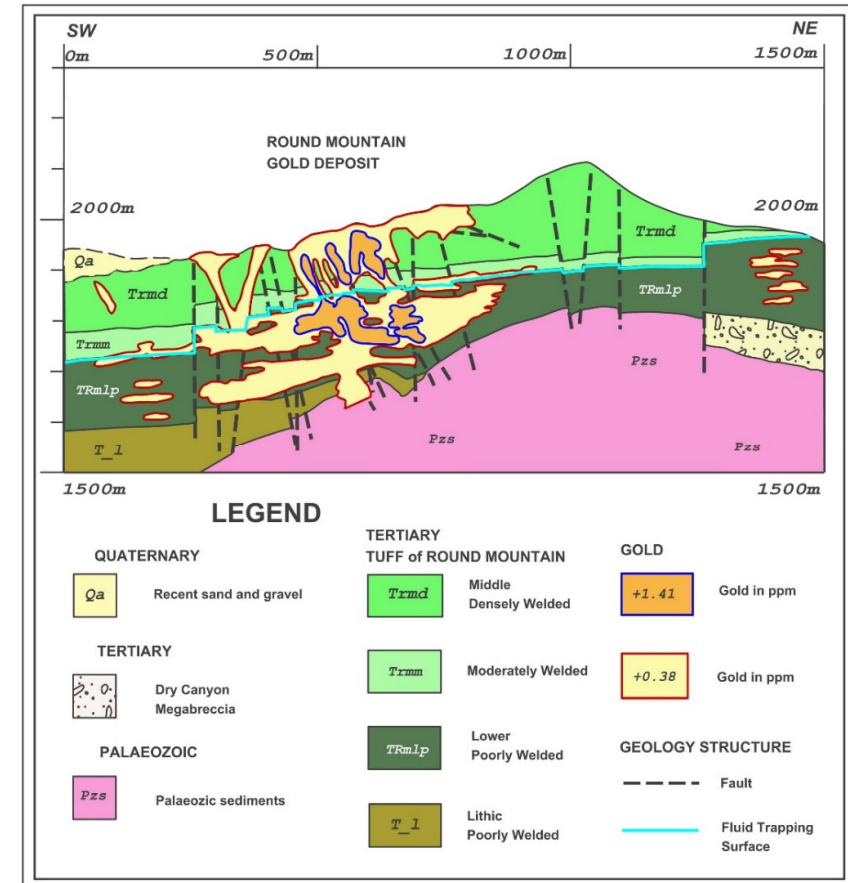 SW NE
0m 500m 1000m 1500m
ROUND MOUNTAIN
GOLD DEPOSIT
2000m 2000m
Qa
Trmd Trmd
Trmm TRmlp
TRmlp Pzs
T_l Pzs Pzs
1500m 1500m
LEGEND
QUATERNARY
Qa Recent sand and gravel
TERTIARY
Dry Canyon
Megabreccia
PALAEOZOIC
Pzs Palaeozic sediments
TERTIARY
TUFF of ROUND MOUNTAIN
Trmd Middle
Densely Welded
Trmm Moderately Welded
TRmlp Lower
Poorly Welded
T_l Lithic
Poorly Welded
GOLD
+1.41 Gold in ppm
+0.38 Gold in ppm
GEOLOGY STRUCTURE
Fault
Fluid Trapping
Surface